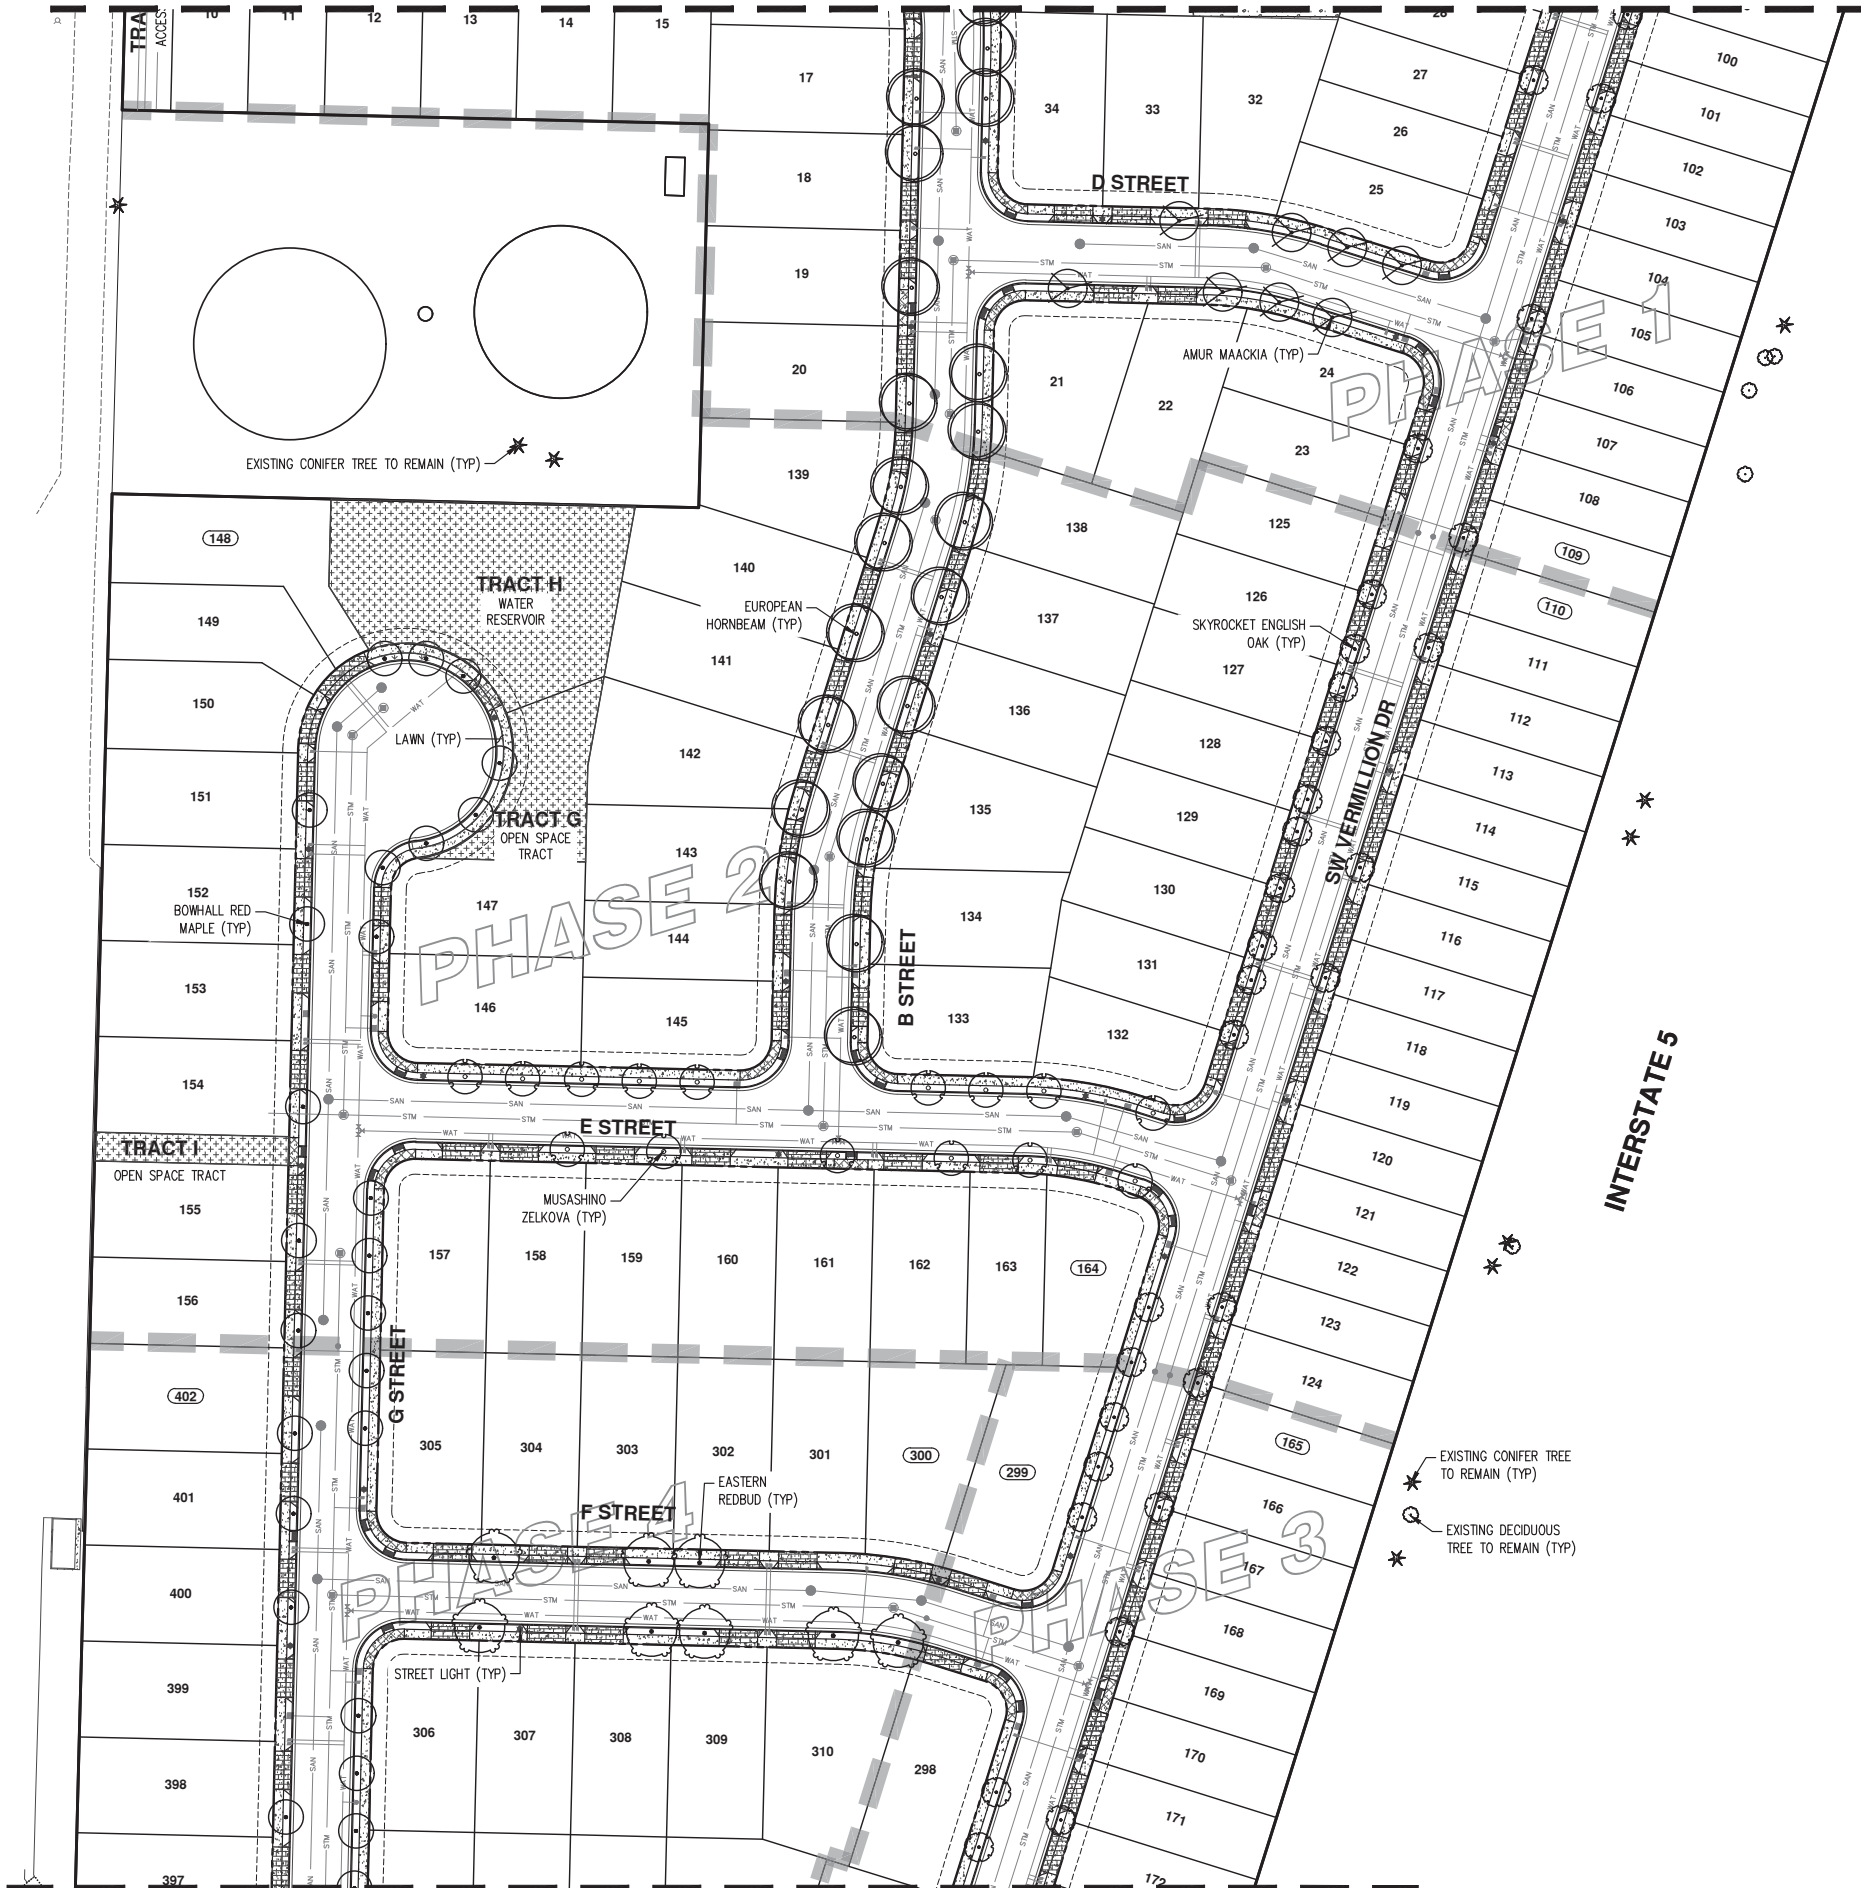 TRA
ACCES
10
11
12
13
14
15
17
18
19
20
34
33
32
28
27
26
25
D STREET
100
101
102
103
104
105
106
107
108
109
110
AMUR MAACKIA (TYP)
21
22
24
23
PHASE 1
EXISTING CONIFER TREE TO REMAIN (TYP)
139
138
125
148
TRACT H
WATER
RESERVOIR
140
EUROPEAN
HORNBEAM (TYP)
137
126
SKYROCKET ENGLISH
OAK (TYP)
149
141
127
111
150
LAWN (TYP)
142
136
128
SW VERMILLION DR
112
113
151
TRACT G
OPEN SPACE
TRACT
143
135
129
114
152
BOWHALL RED
MAPLE (TYP)
147
PHASE 2
144
134
130
115
B STREET
116
153
146
145
133
131
117
132
118
154
119
E STREET
INTERSTATE 5
TRACT I
OPEN SPACE TRACT
120
155
MUSASHINO
ZELKOVA (TYP)
121
157
158
159
160
161
162
163
164
122
156
123
G STREET
124
402
305
304
303
302
301
300
299
165
EXISTING CONIFER TREE
TO REMAIN (TYP)
401
EASTERN
REDBUD (TYP)
F STREET
166
EXISTING DECIDUOUS
TREE TO REMAIN (TYP)
PHASE 4
PHASE 3
167
400
168
STREET LIGHT (TYP)
399
169
306
307
308
309
310
298
170
398
171
397
172
SAN
STM
WAT